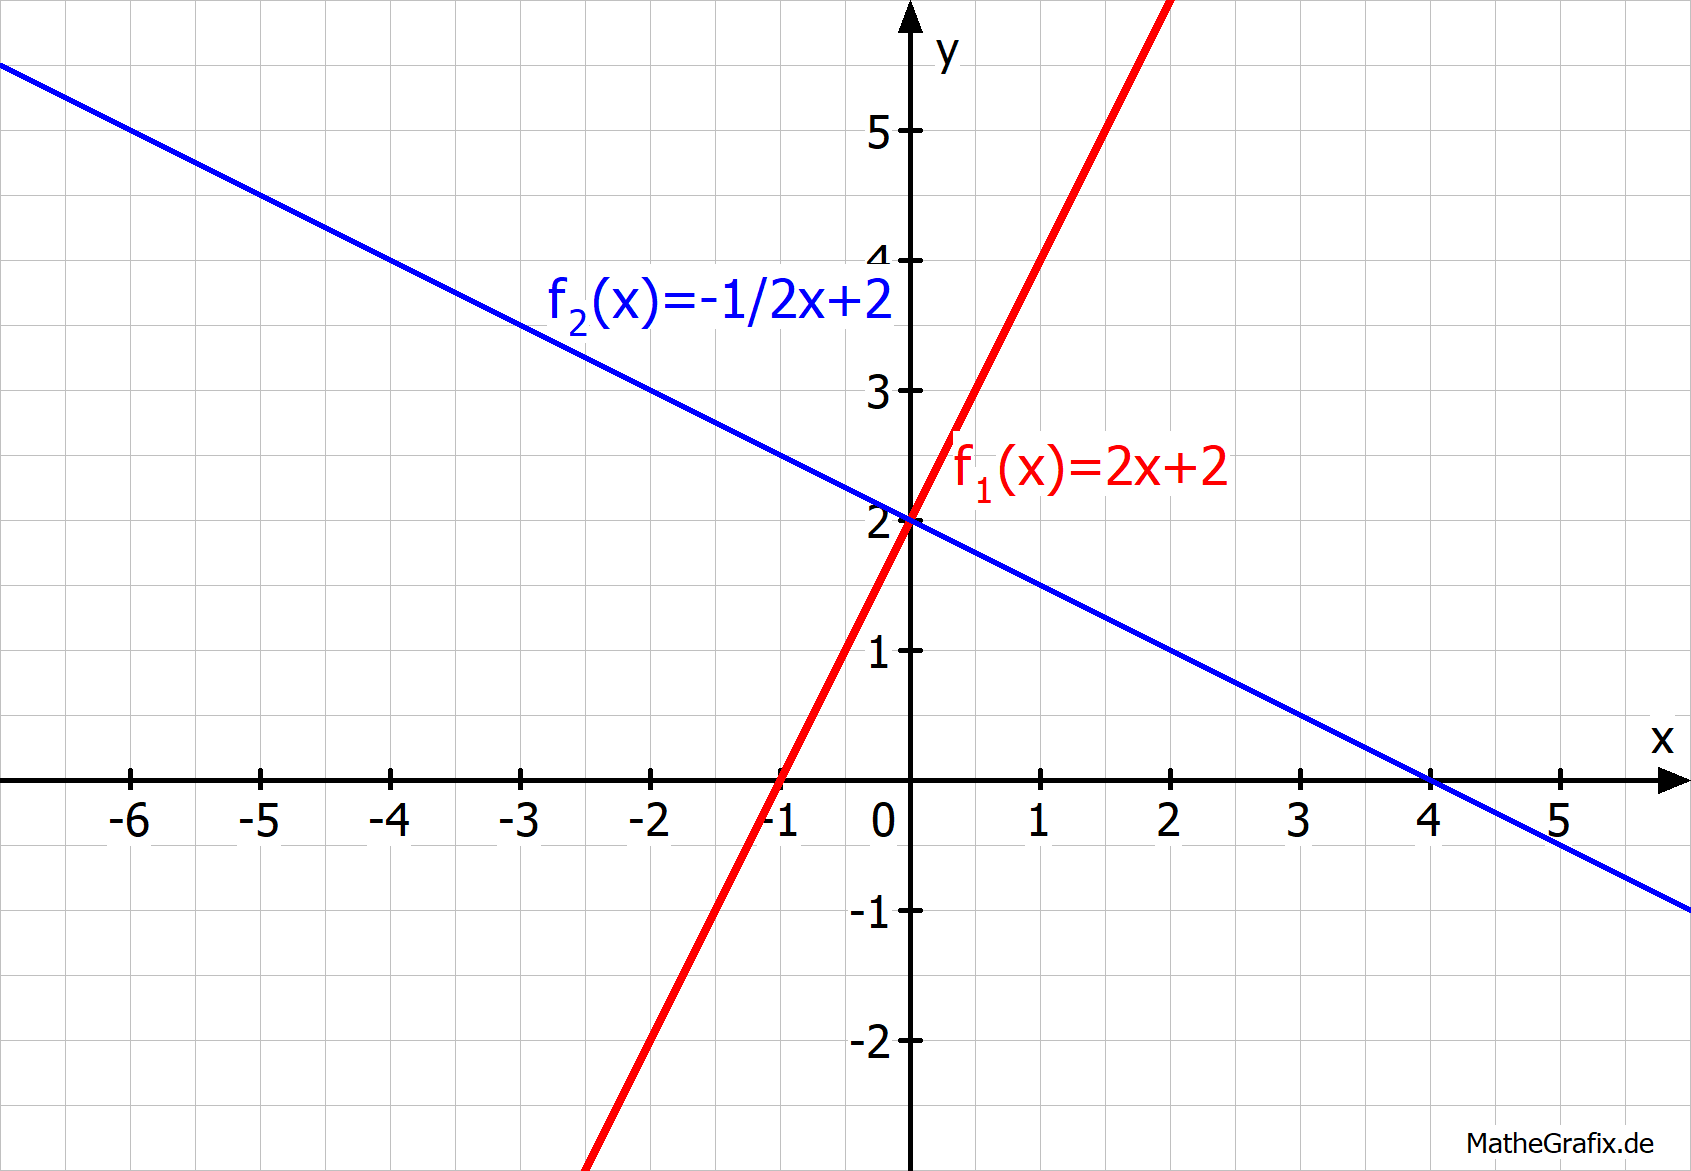 y
5
4
f₂(x)=-1/2x+2
3
f₁(x)=2x+2
2
1
x
-6 -5 -4 -3 -2 -1 0 1 2 3 4 5
-1
-2
MatheGrafix.de